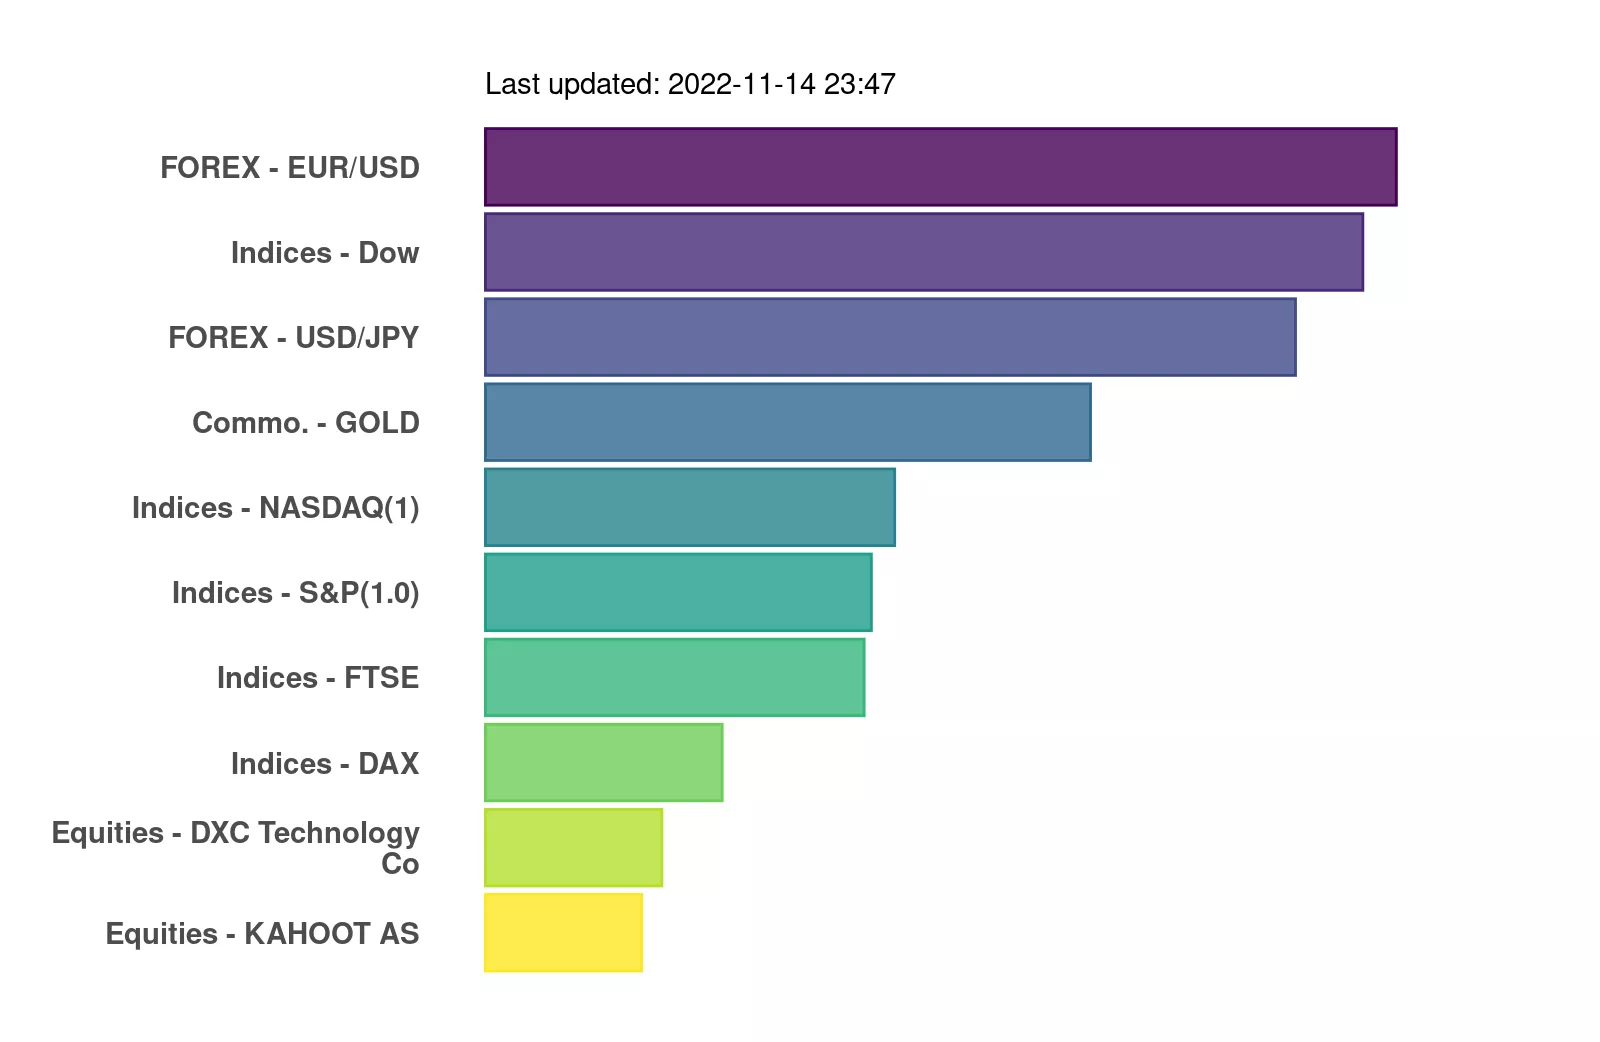 Last updated: 2022-11-14 23:47
FOREX - EUR/USD
Indices - Dow
FOREX - USD/JPY
Commo. - GOLD
Indices - NASDAQ(1)
Indices - S&P(1.0)
Indices - FTSE
Indices - DAX
Equities - DXC Technology
Co
Equities - KAHOOT AS